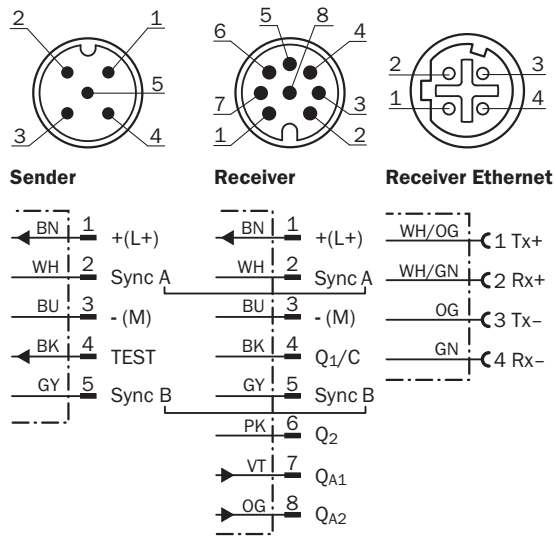 2 1 5 3 4
5 8 6 4 7 3 1 2
2 3 1 4
Sender
BN 1 +(L+)
WH 2 Sync A
BU 3 - (M)
BK 4 TEST
GY 5 Sync B
Receiver
BN 1 +(L+)
WH 2 Sync A
BU 3 - (M)
BK 4 Q1/C
GY 5 Sync B
PK 6 Q2
VT 7 QA1
OG 8 QA2
Receiver Ethernet
WH/OG 1 Tx+
WH/GN 2 Rx+
OG 3 Tx–
GN 4 Rx–